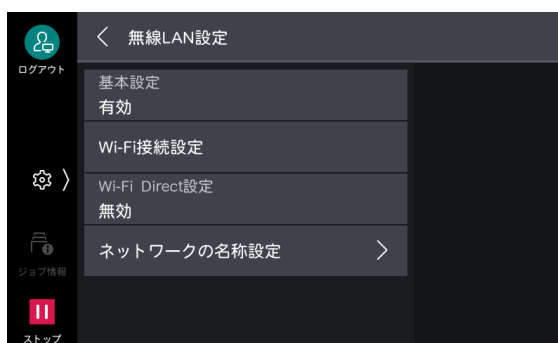 無線LAN設定
ログアウト
基本設定
有効
Wi-Fi接続設定
Wi-Fi Direct設定
無効
ネットワークの名称設定
ジョブ情報
ストップ